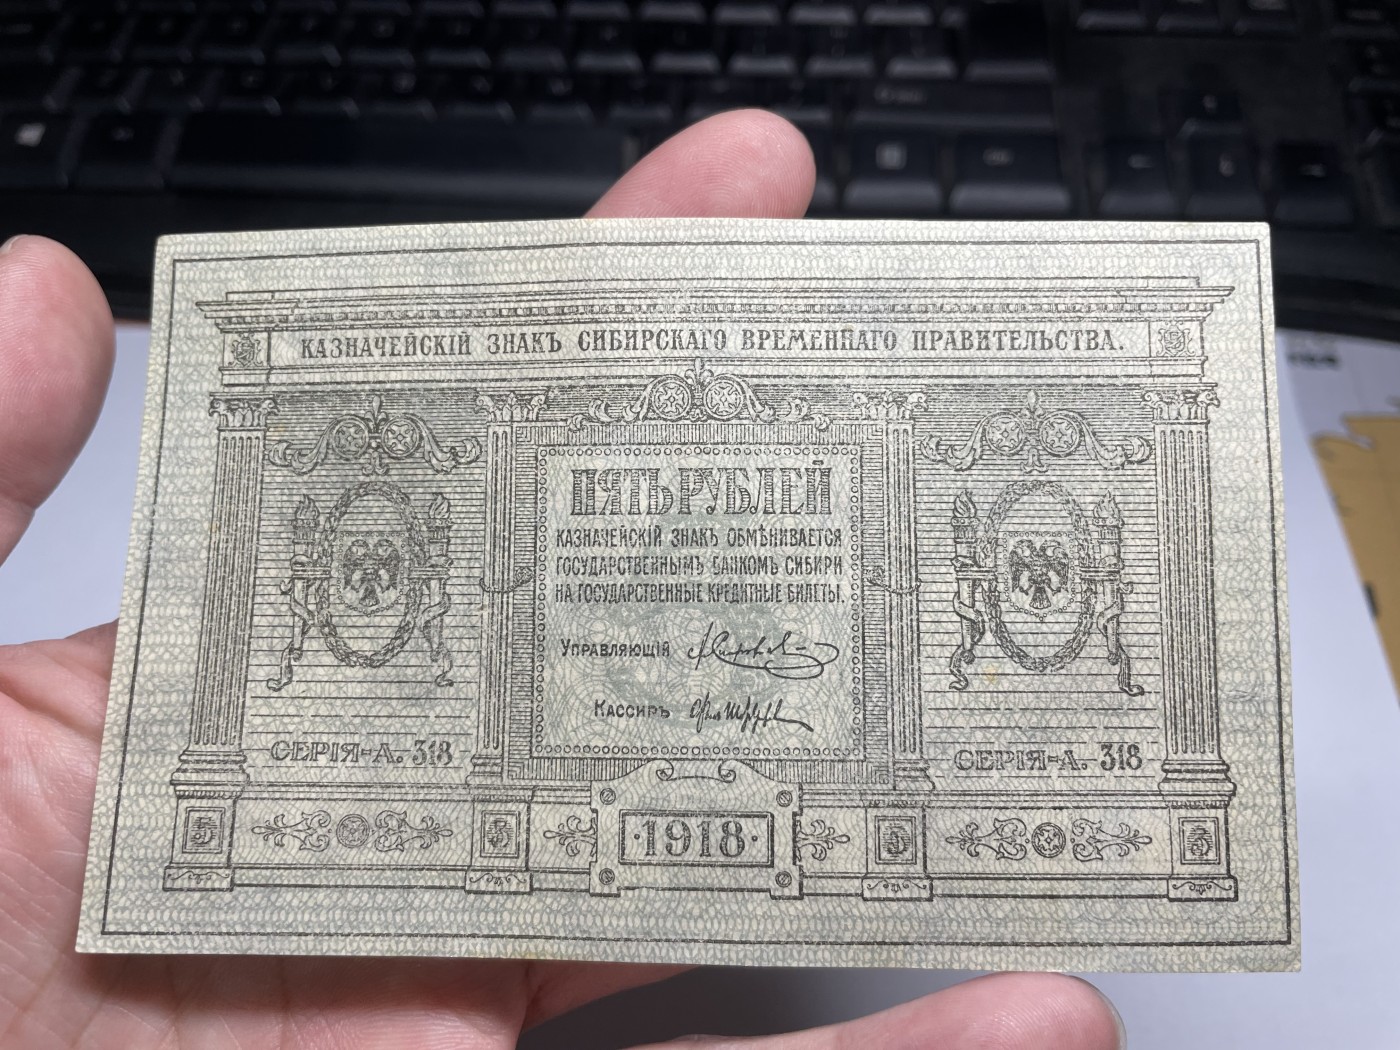 КАЗНАЧЕЙСКІЙ ЗНАКЪ СИБИРСКАГО ВРЕМЕННАГО ПРАВИТЕЛЬСТВА.
ПЯТЬ РУБЛЕЙ
КАЗНАЧЕЙСКІЙ ЗНАКЪ ОБМѢНИВАЕТСЯ
ГОСУДАРСТВЕННЫМЪ БАНКОМЪ СИБИРИ
НА ГОСУДАРСТВЕННЫЕ КРЕДИТНЫЕ БИЛЕТЫ.
УПРАВЛЯЮЩІЙ
КАССИРЪ
СЕРІЯ-А. 318
СЕРІЯ-А. 318
5
5
·1918·
5
5